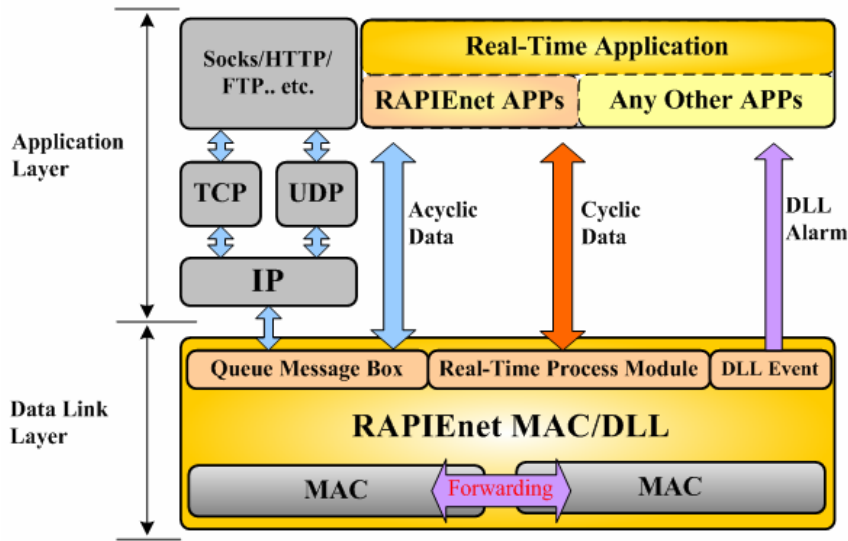 Application
Layer
Socks/HTTP/
FTP.. etc.
Real-Time Application
RAPIEnet APPs
Any Other APPs
TCP
UDP
IP
Acyclic
Data
Cyclic
Data
DLL
Alarm
Data Link
Layer
Queue Message Box
Real-Time Process Module
DLL Event
RAPIEnet MAC/DLL
MAC
Forwarding
MAC